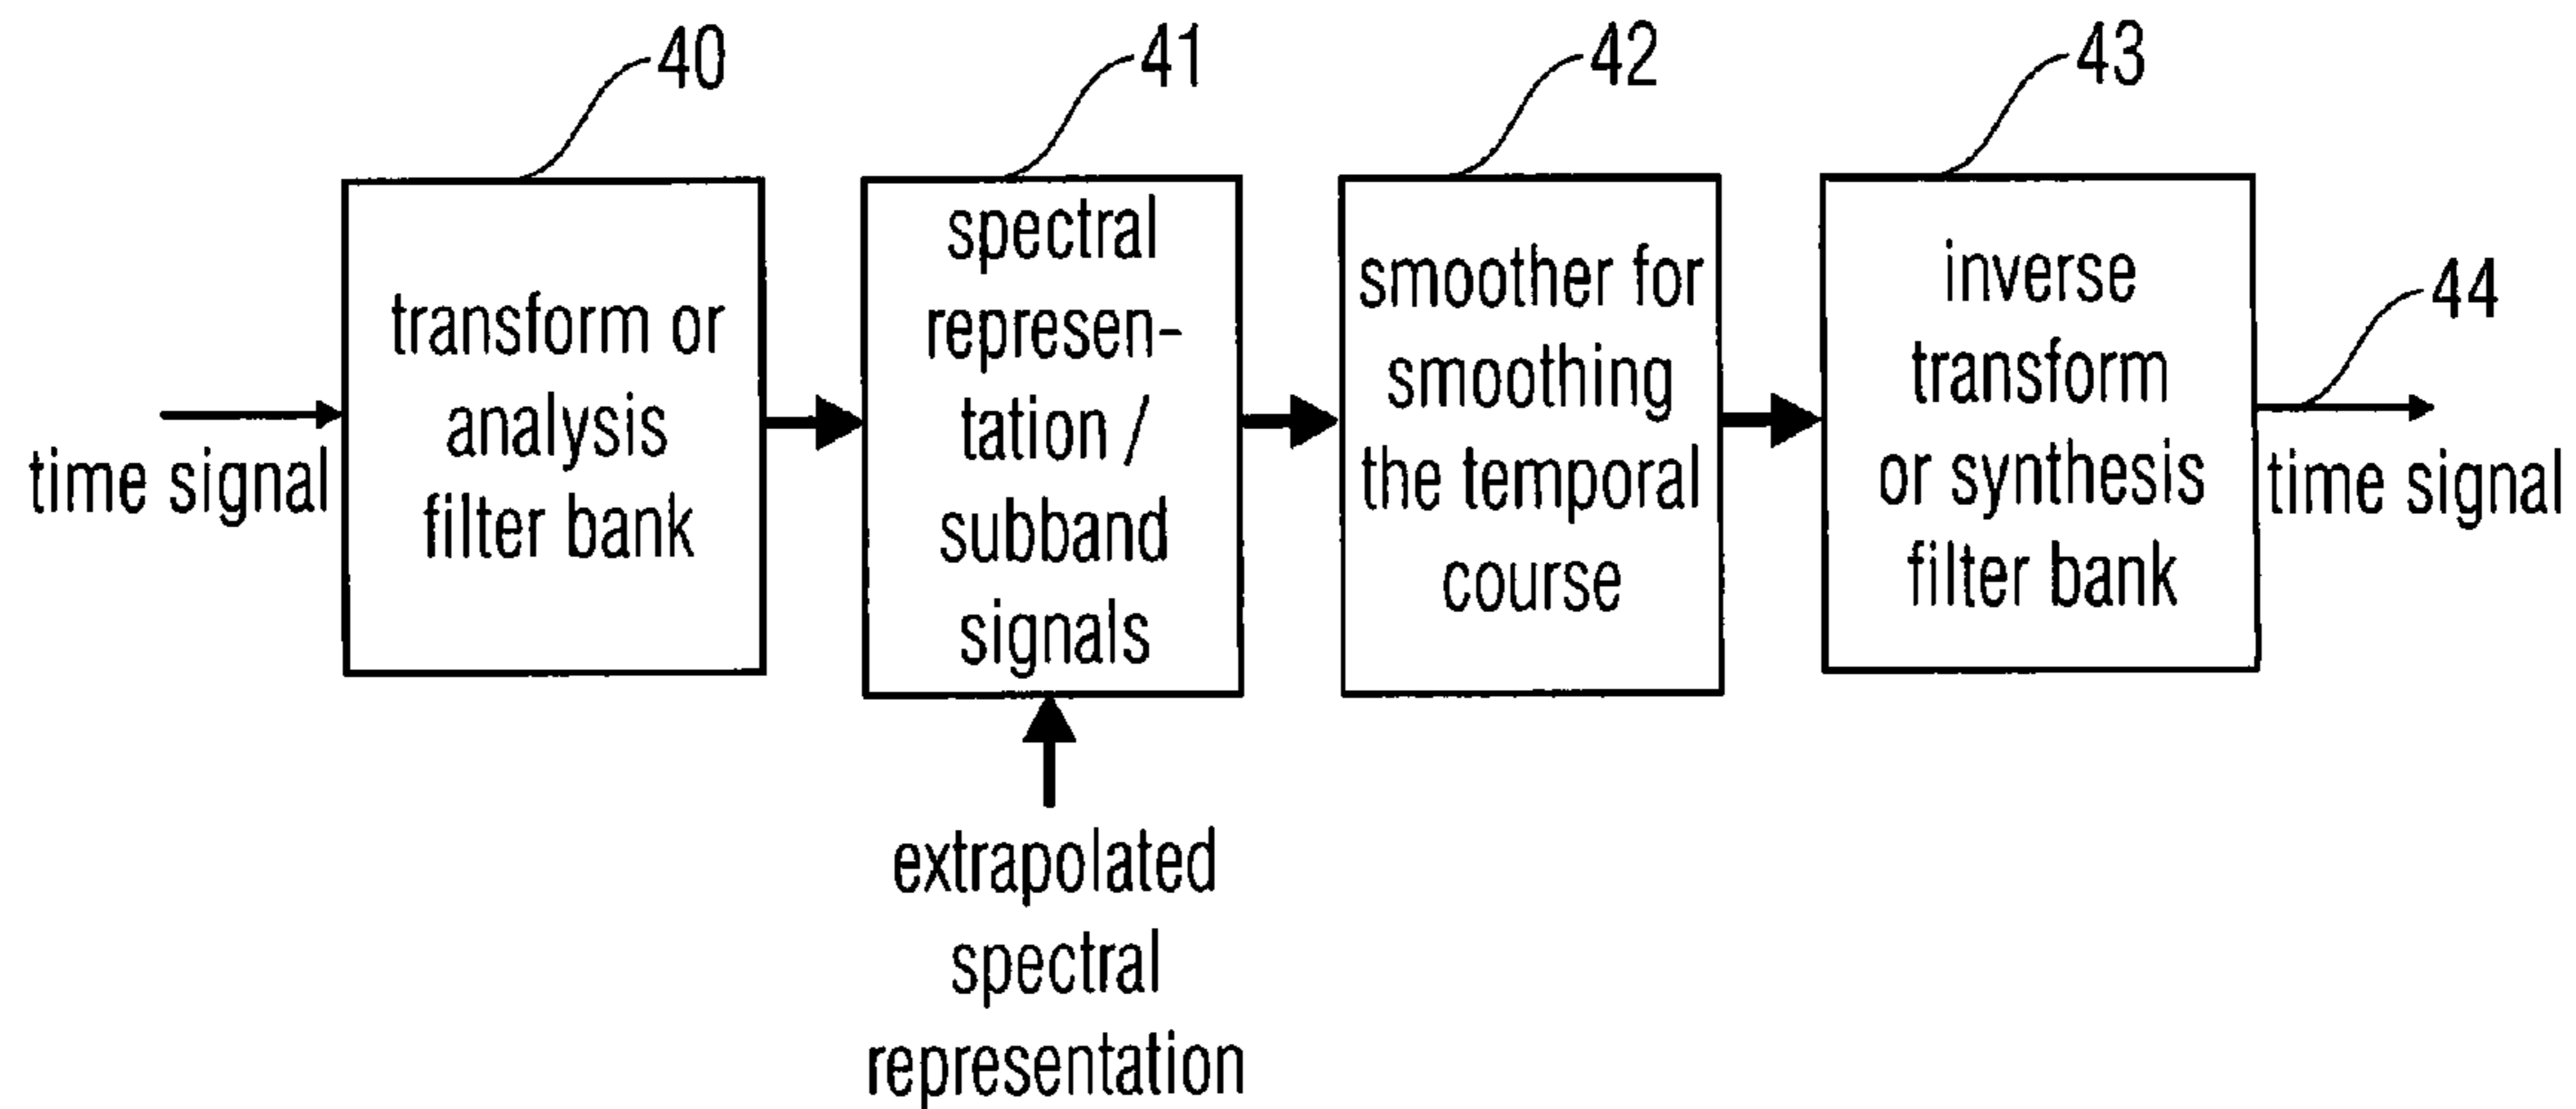 40
41
42
43
time signal
transform or
analysis
filter bank
spectral
represen-
tation /
subband
signals
smoother for
smoothing
the temporal
course
inverse
transform
or synthesis
filter bank
44
time signal
extrapolated
spectral
representation